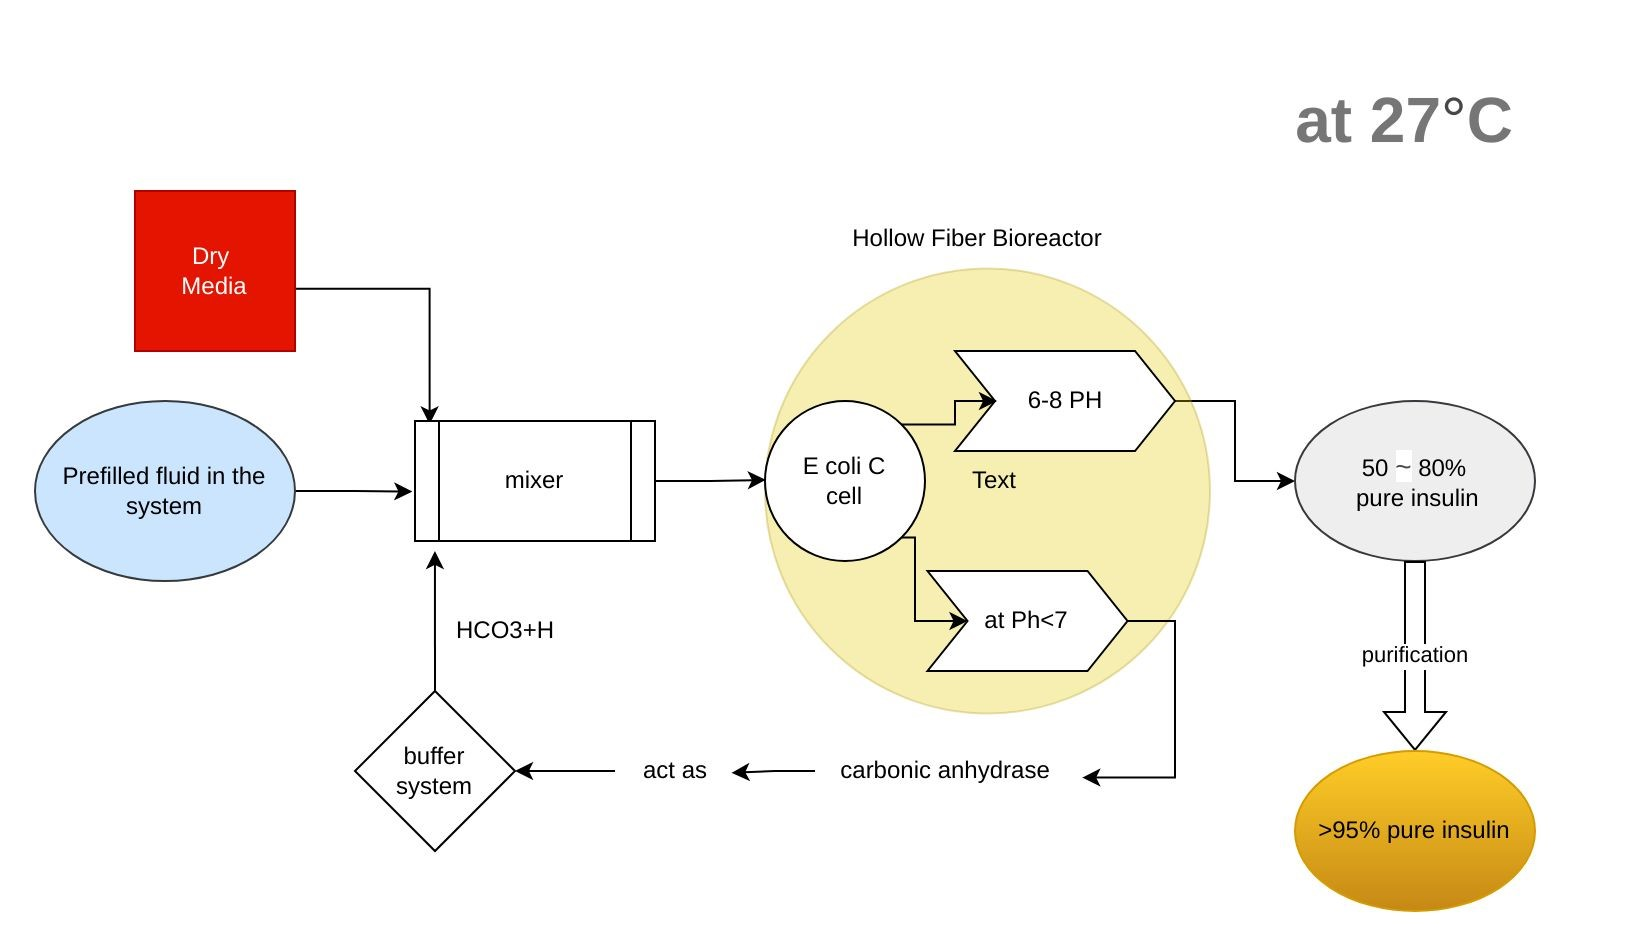 at 27°C
Dry
Media
Hollow Fiber Bioreactor
6-8 PH
Prefilled fluid in the
system
mixer
E coli C
cell
Text
50 ~ 80%
pure insulin
HCO3+H
at Ph<7
purification
buffer
system
act as
carbonic anhydrase
>95% pure insulin